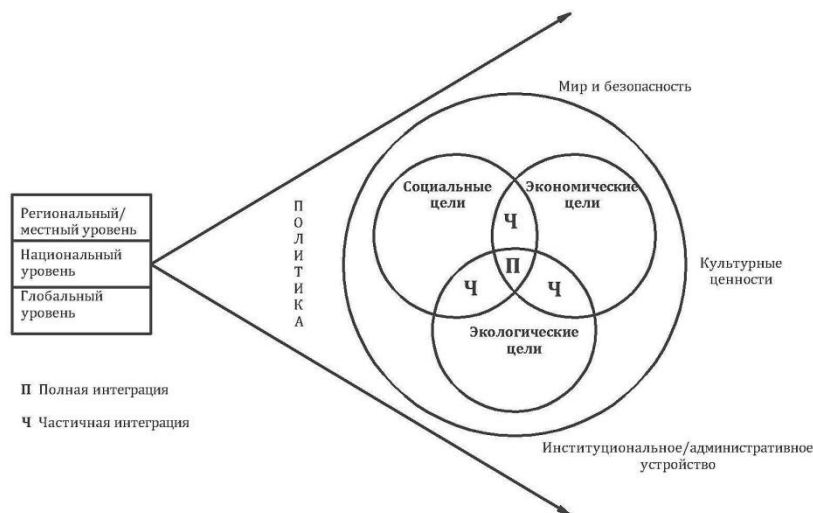 Мир и безопасность
Социальные
цели
Экономические
цели
Ч
П
Ч
Ч
Экологические
цели
Региональный/
местный уровень
Национальный
уровень
Глобальный
уровень
ПОЛИТИКА
Культурные
ценности
П Полная интеграция
Ч Частичная интеграция
Институциональное/административное
устройство